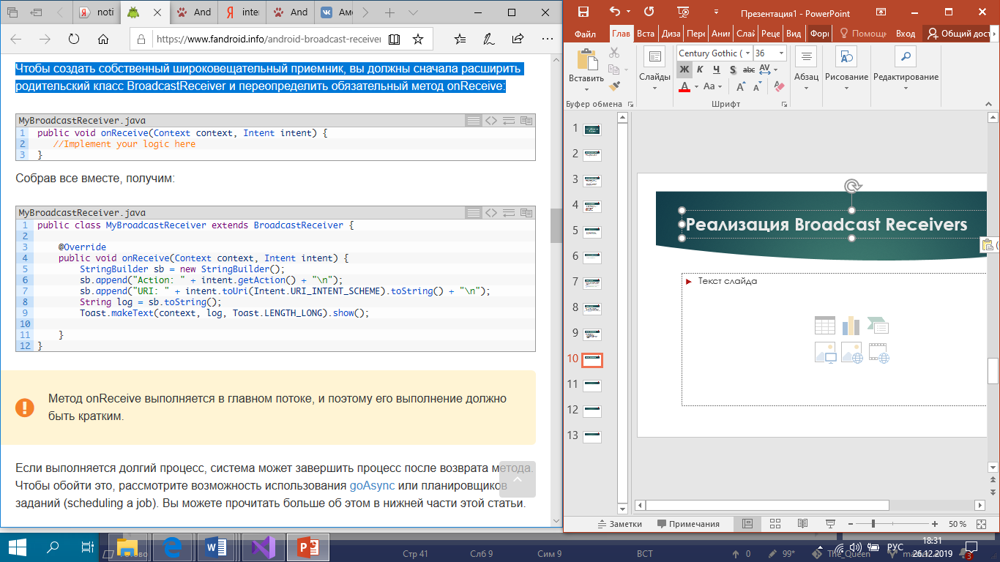 noti
And
inter
And
Ам
https://www.fandroid.info/android-broadcast-receiver
Чтобы создать собственный широковещательный приемник, вы должны сначала расширить
родительский класс BroadcastReceiver и переопределить обязательный метод onReceive:
MyBroadcastReceiver.java
1 public void onReceive(Context context, Intent intent) {
2 //Implement your logic here
3 }
Собрав все вместе, получим:
MyBroadcastReceiver.java
1 public class MyBroadcastReceiver extends BroadcastReceiver {
2
3 @Override
4 public void onReceive(Context context, Intent intent) {
5 StringBuilder sb = new StringBuilder();
6 sb.append("Action: " + intent.getAction() + "\n");
7 sb.append("URI: " + intent.toUri(Intent.URI_INTENT_SCHEME).toString() + "\n");
8 String log = sb.toString();
9 Toast.makeText(context, log, Toast.LENGTH_LONG).show();
10
11 }
12 }
Метод onReceive выполняется в главном потоке, и поэтому его выполнение должно
быть кратким.
Если выполняется долгий процесс, система может завершить процесс после возврата метода.
Чтобы обойти это, рассмотрите возможность использования goAsync или планировщиков
заданий (scheduling a job). Вы можете прочитать больше об этом в нижней части этой статьи.
Презентация1 - PowerPoint
Файл Глав Вста Диза Пере Аним Слай Реце Вид Форм Помощь Вход Общий дост
Вставить
Буфер обмена
Слайды
Century Gothic ( 36
Ж К Ч S abc AV
A Aa A A
Шрифт
Абзац
Рисование
Редактирование
1
2
3
4
5
6
7
8
9
10
11
12
13
Реализация Broadcast Receivers
Текст слайда
Заметки Примечания 50 %
Стр 41 Слб 9 Сим 9 ВСТ 0 99* The_Queen
РУС
18:31
26.12.2019
3